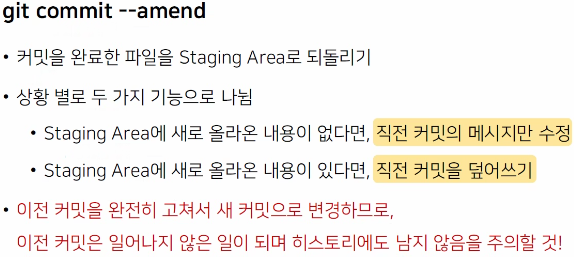 git commit --amend
• 커밋을 완료한 파일을 Staging Area로 되돌리기
• 상황 별로 두 가지 기능으로 나뉨
• Staging Area에 새로 올라온 내용이 없다면, 직전 커밋의 메시지만 수정
• Staging Area에 새로 올라온 내용이 있다면, 직전 커밋을 덮어쓰기
• 이전 커밋을 완전히 고쳐서 새 커밋으로 변경하므로,
이전 커밋은 일어나지 않은 일이 되며 히스토리에도 남지 않음을 주의할 것!